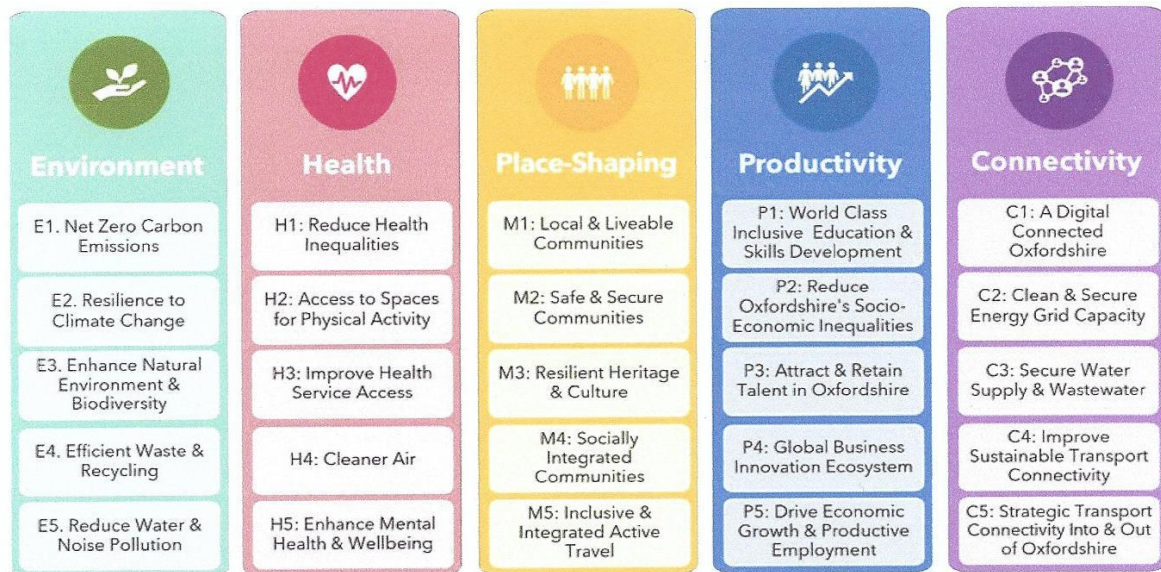 Environment
E1. Net Zero Carbon
Emissions
E2. Resilience to
Climate Change
E3. Enhance Natural
Environment &
Biodiversity
E4. Efficient Waste &
Recycling
E5. Reduce Water &
Noise Pollution
Health
H1: Reduce Health
Inequalities
H2: Access to Spaces
for Physical Activity
H3: Improve Health
Service Access
H4: Cleaner Air
H5: Enhance Mental
Health & Wellbeing
Place-Shaping
M1: Local & Liveable
Communities
M2: Safe & Secure
Communities
M3: Resilient Heritage
& Culture
M4: Socially
Integrated
Communities
M5: Inclusive &
Integrated Active
Travel
Productivity
P1: World Class
Inclusive Education &
Skills Development
P2: Reduce
Oxfordshire's Socio-
Economic Inequalities
P3: Attract & Retain
Talent in Oxfordshire
P4: Global Business
Innovation Ecosystem
P5: Drive Economic
Growth & Productive
Employment
Connectivity
C1: A Digital
Connected
Oxfordshire
C2: Clean & Secure
Energy Grid Capacity
C3: Secure Water
Supply & Wastewater
C4: Improve
Sustainable Transport
Connectivity
C5: Strategic Transport
Connectivity Into & Out
of Oxfordshire